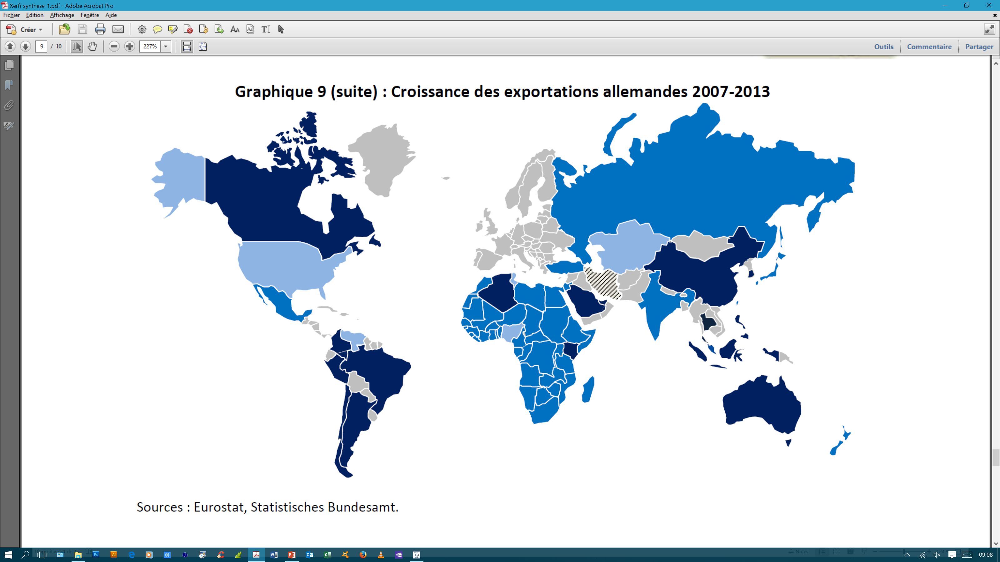 Xerfi-synthese-1.pdf - Adobe Acrobat Pro
Fichier Edition Affichage Fenêtre Aide
Créer
9 / 10 227% Outils Commentaire Partager
Graphique 9 (suite) : Croissance des exportations allemandes 2007-2013
Sources : Eurostat, Statistisches Bundesamt.
Notes
09:08